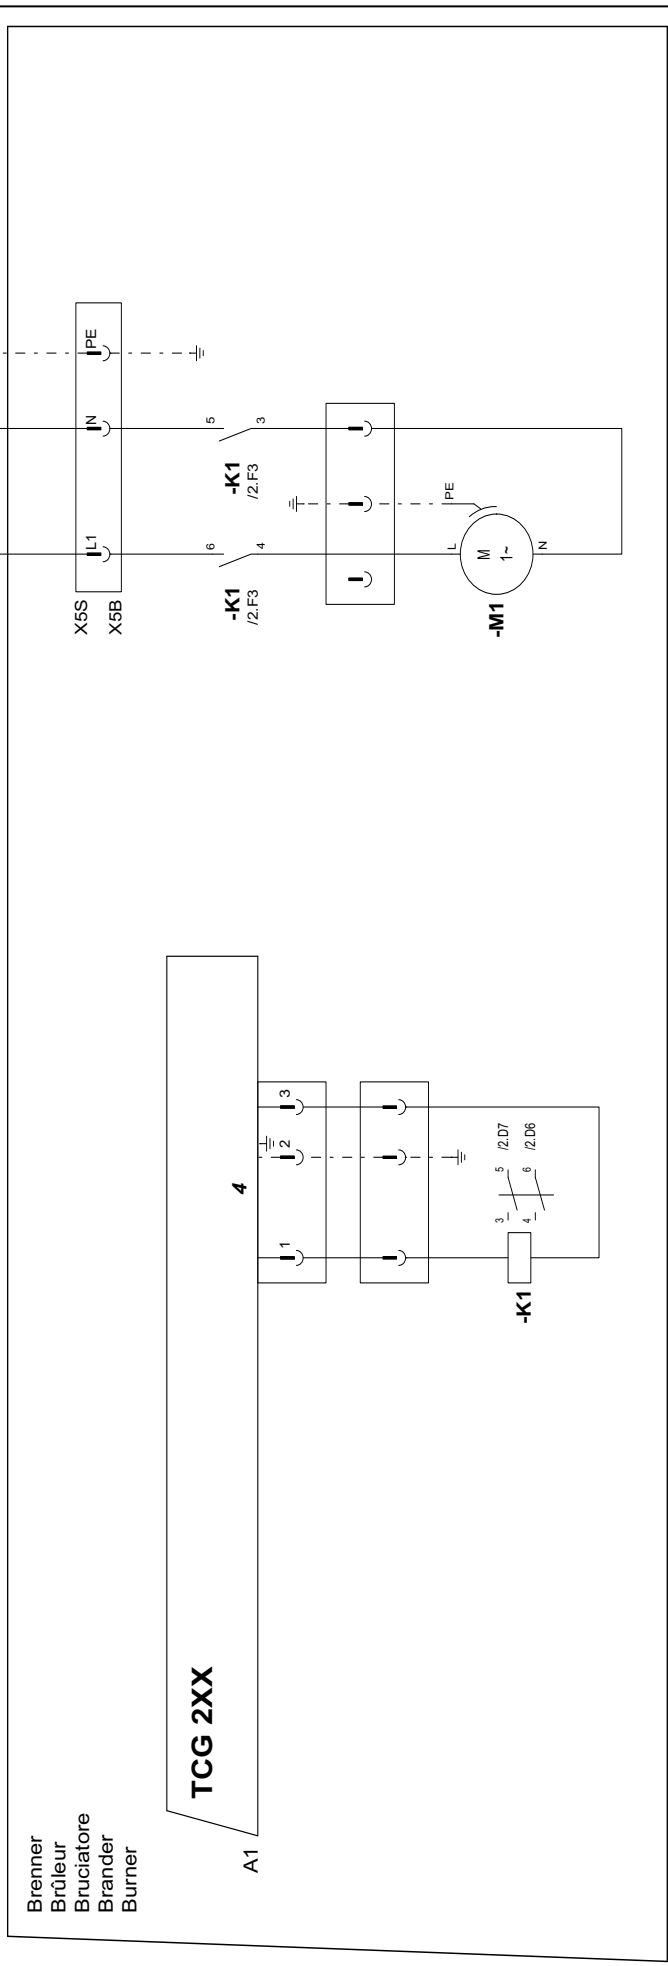 Brenner
Brûleur
Bruciatore
Brander
Burner
A1
TCG 2XX
4
1 2 3
-K1
3 5 /2.D7
4 6 /2.D6
X5S
X5B
L1 N PE
6 5
-K1
/2.F3
-K1
/2.F3
4 3
L PE
M
1~
N
-M1